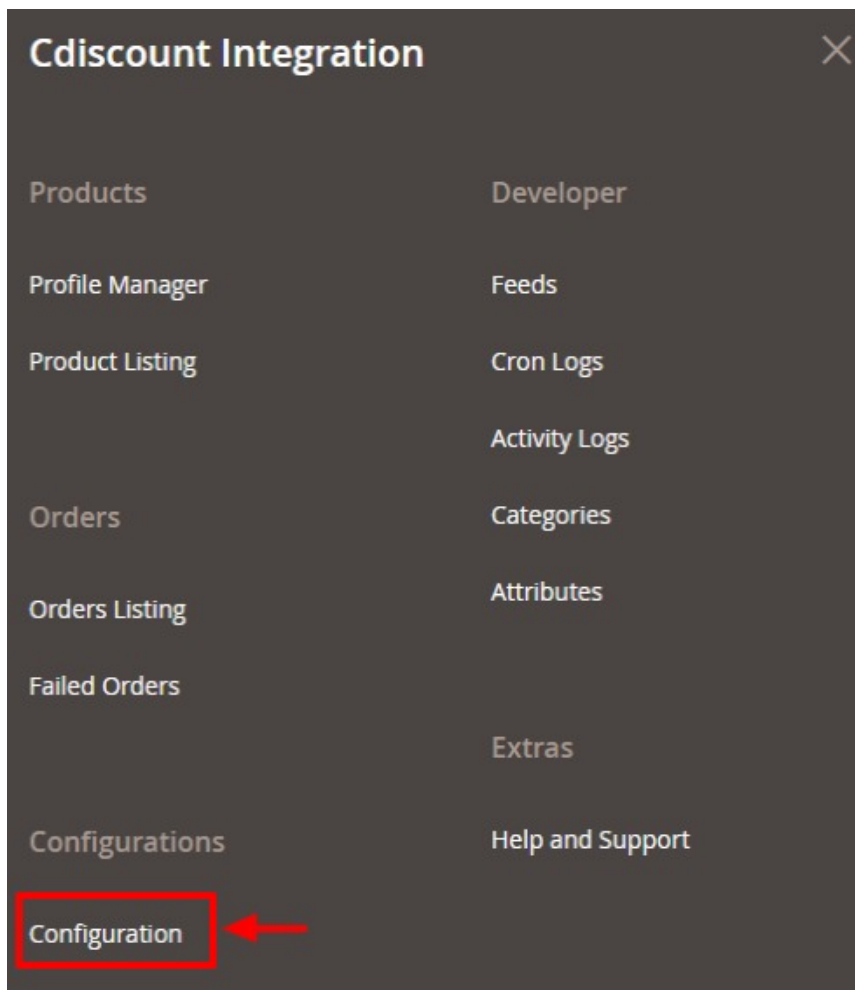 Cdiscount Integration
Products
Profile Manager
Product Listing
Orders
Orders Listing
Failed Orders
Configurations
Configuration
Developer
Feeds
Cron Logs
Activity Logs
Categories
Attributes
Extras
Help and Support